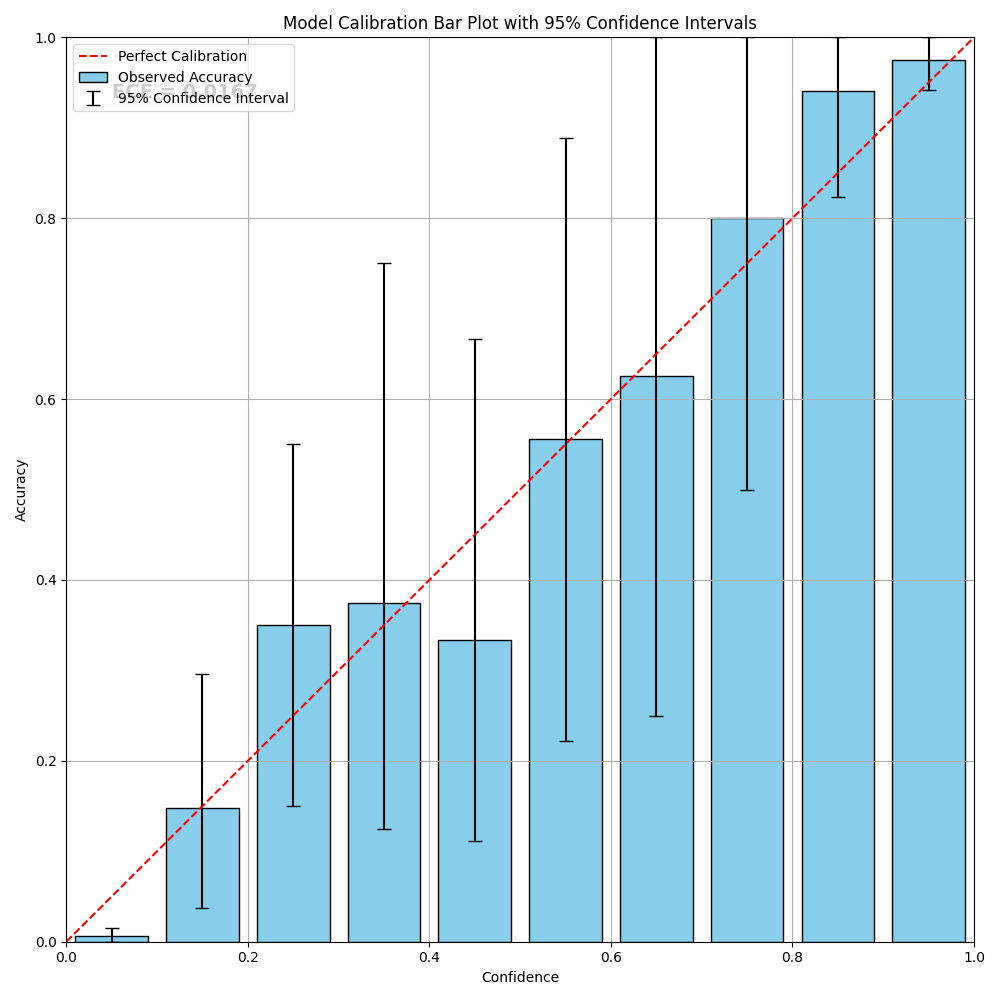 Model Calibration Bar Plot with 95% Confidence Intervals
Perfect Calibration
Observed Accuracy
95% Confidence Interval
ECE = 0.0167
Accuracy
1.0
0.8
0.6
0.4
0.2
0.0
0.0 0.2 0.4 0.6 0.8 1.0
Confidence